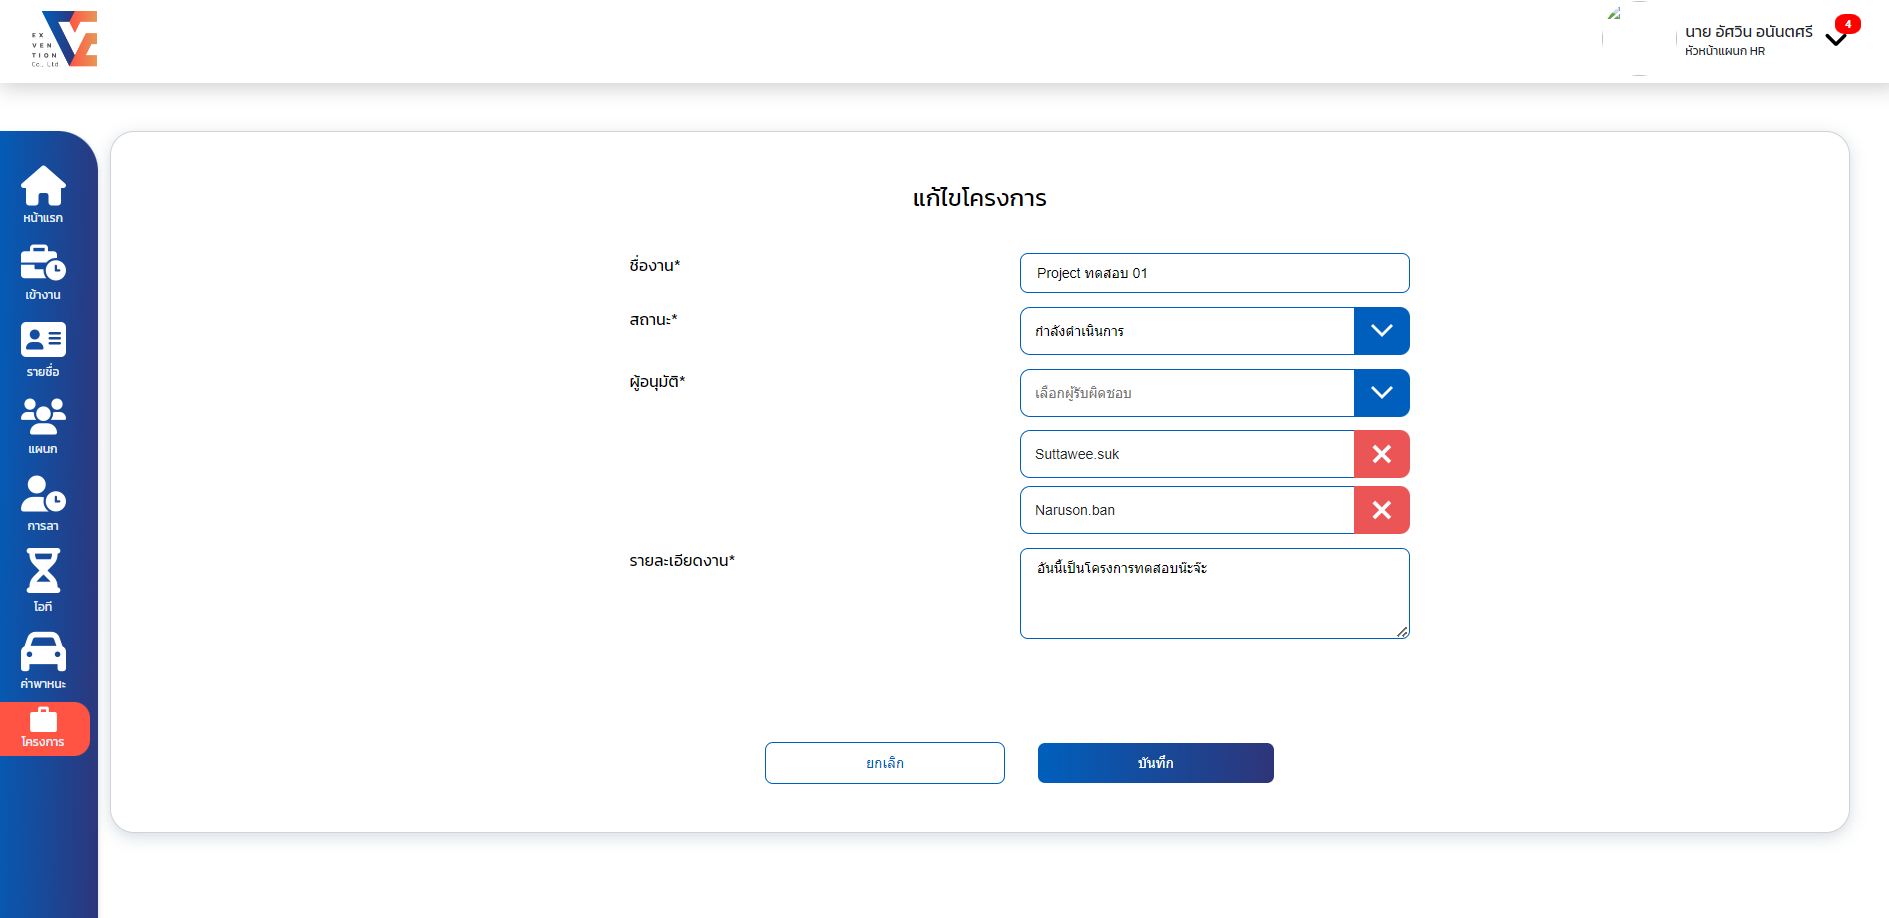 EX
VEN
TION
Co., Ltd
นาย อัศวิน อนันตศรี
4
หัวหน้าแผนก HR
หน้าแรก
เข้างาน
รายชื่อ
แผนก
การลา
โอที
ค่าพาหนะ
โครงการ
แก้ไขโครงการ
ชื่องาน*
Project ทดสอบ 01
สถานะ*
กำลังดำเนินการ
ผู้อนุมัติ*
เลือกผู้รับผิดชอบ
Suttawee.suk
Naruson.ban
รายละเอียดงาน*
อันนี้เป็นโครงการทดสอบน๊ะจ๊ะ
ยกเลิก
บันทึก